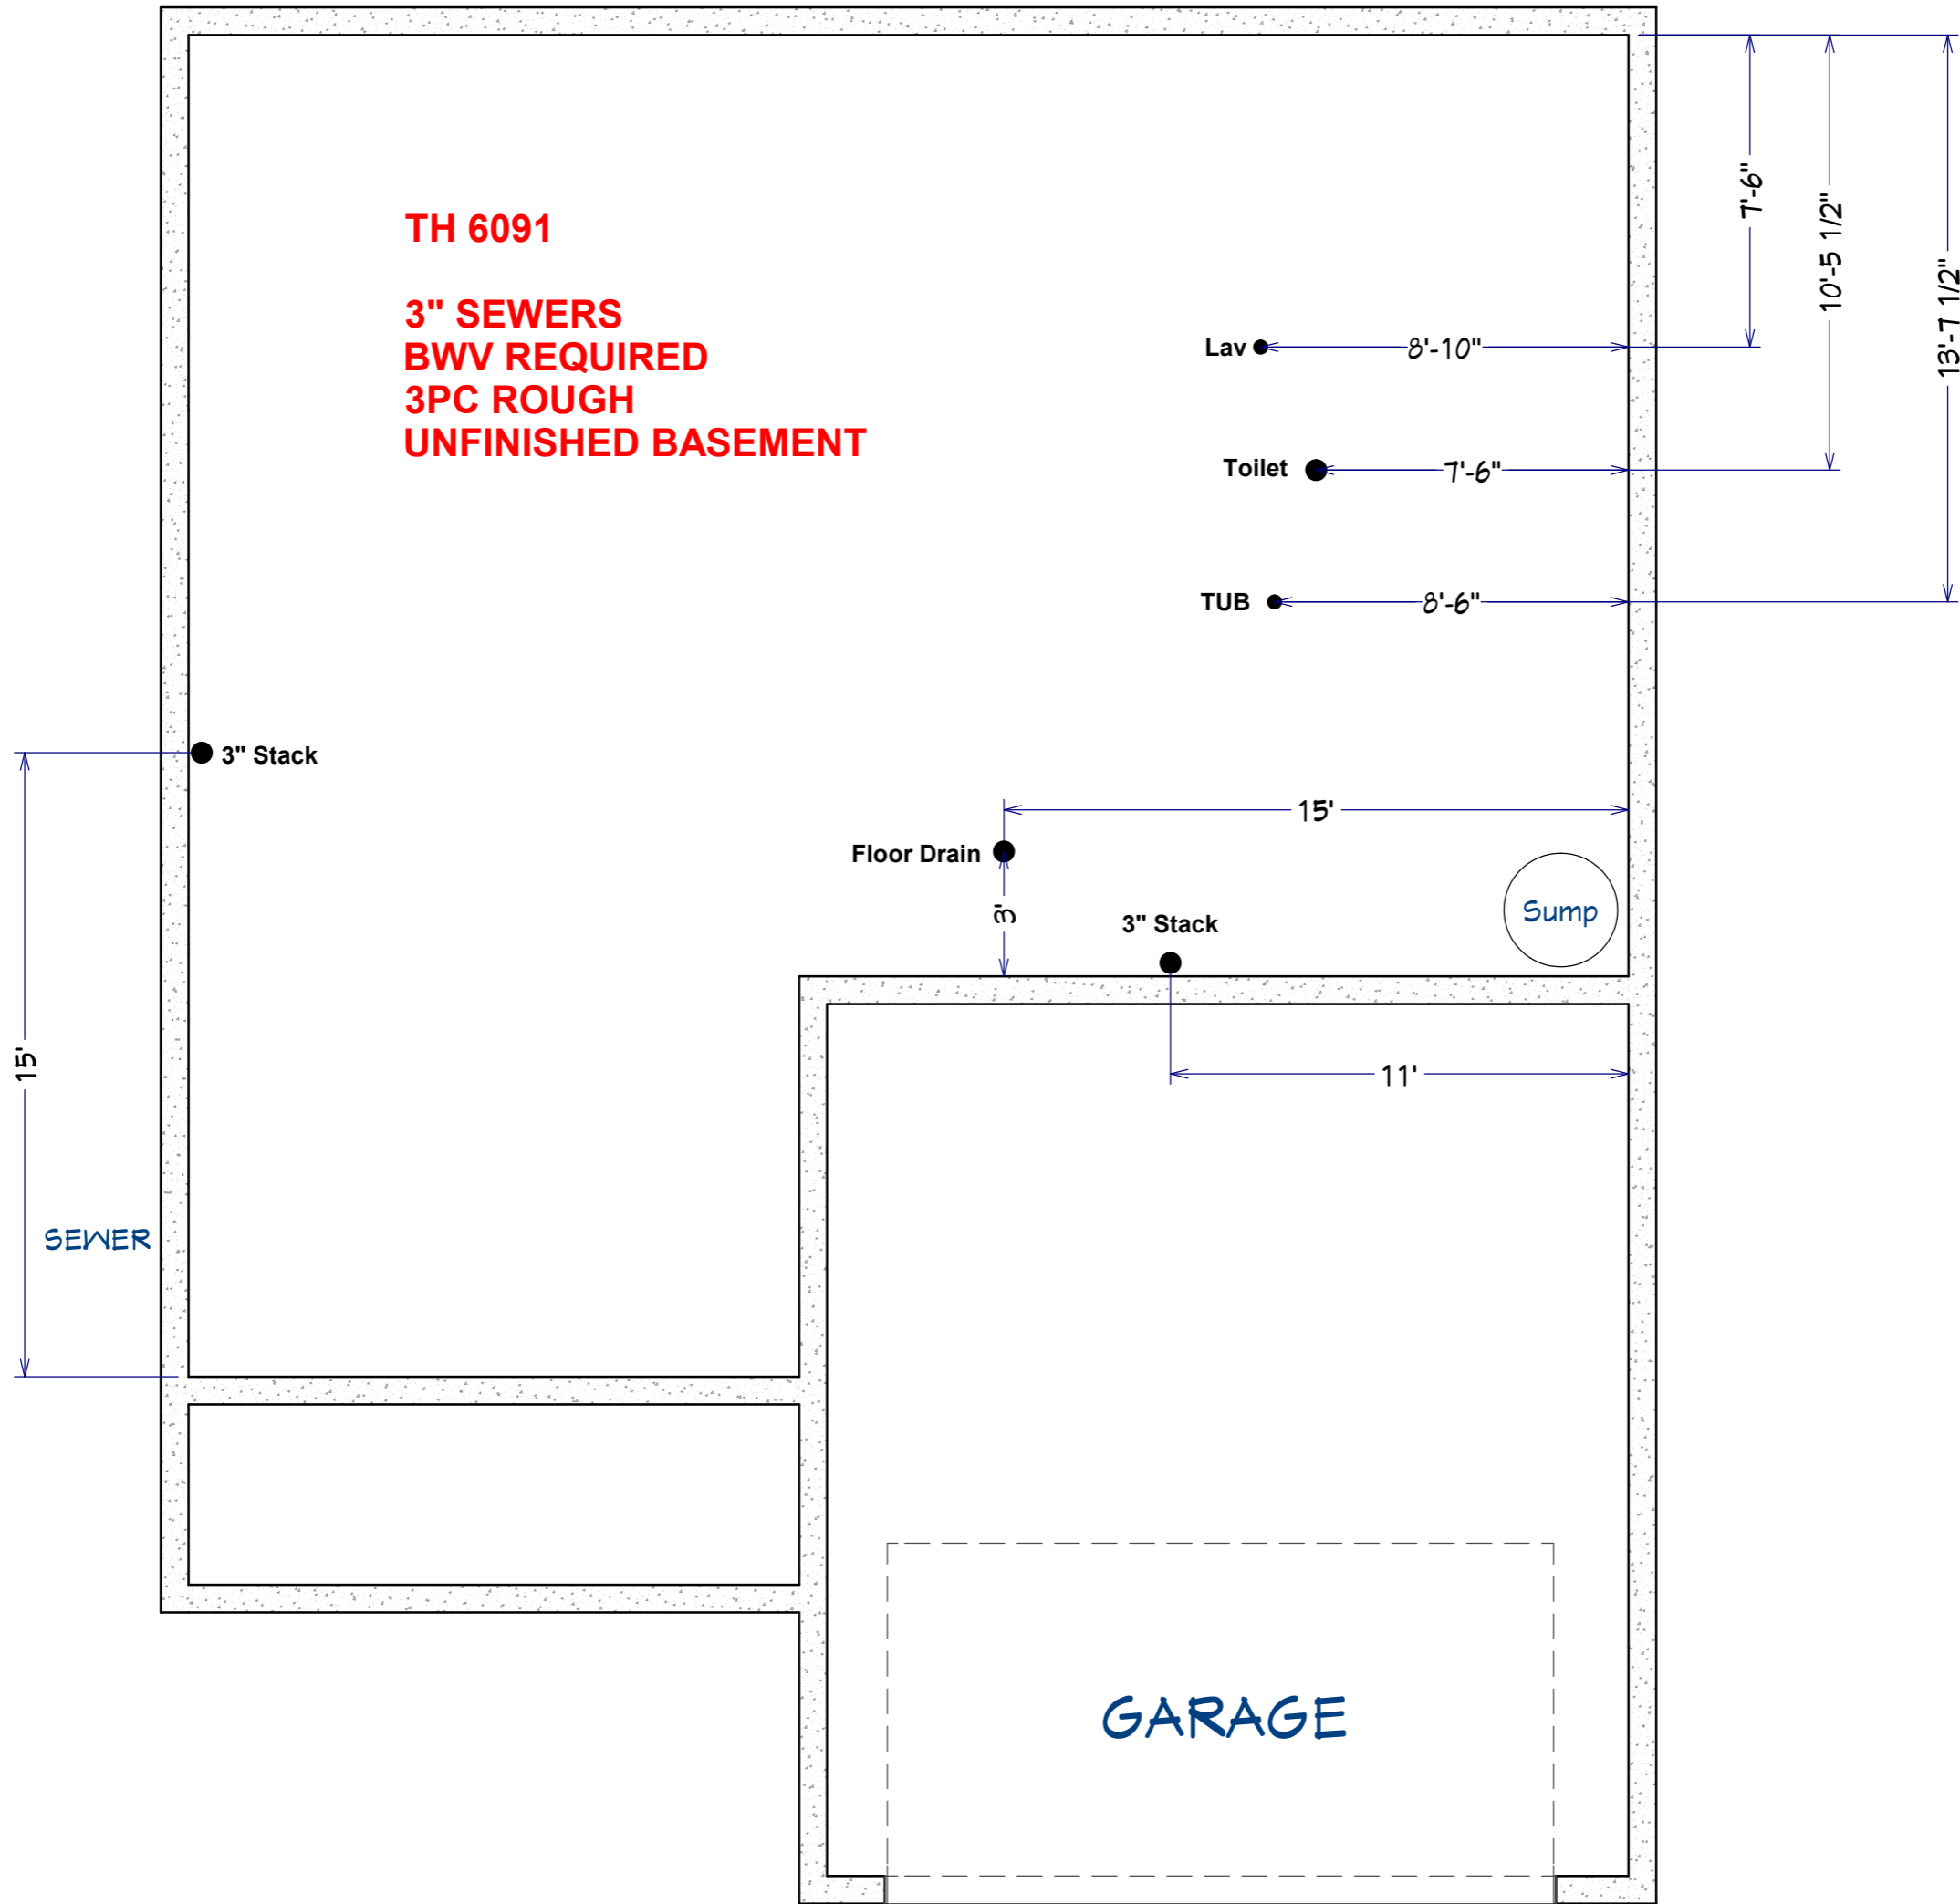 TH 6091
3" SEWERS
BWV REQUIRED
3PC ROUGH
UNFINISHED BASEMENT
7'-6"
10'-5 1/2"
13'-7 1/2"
Lav
8'-10"
Toilet
7'-6"
TUB
8'-6"
3" Stack
15'
Floor Drain
3'
3" Stack
Sump
15'
11'
SEWER
GARAGE